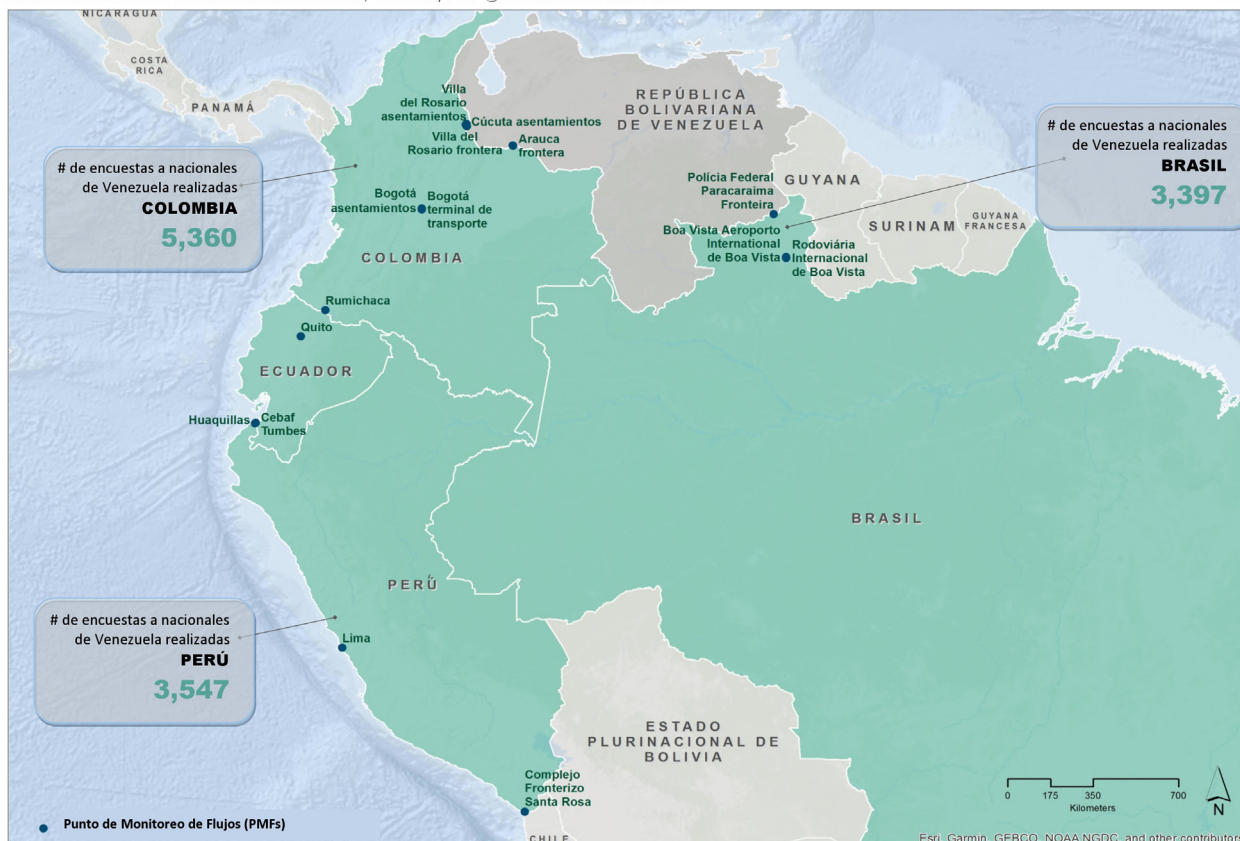 NICARAGUA
COSTA
RICA
PANAMÁ
REPÚBLICA
BOLIVARIANA
DE VENEZUELA
Villa
del Rosario
asentamientos
Cúcuta asentamientos
Villa del
Rosario frontera
Arauca
frontera
# de encuestas a nacionales
de Venezuela realizadas
COLOMBIA
5,360
# de encuestas a nacionales
de Venezuela realizadas
BRASIL
3,397
Bogotá
asentamientos
Bogotá
terminal de
transporte
Polícia Federal
Paracaraima
Fronteira
GUYANA
SURINAM
GUYANA
FRANCESA
Boa Vista Aeroporto
International
de Boa Vista
Rodoviária
Internacional
de Boa Vista
COLOMBIA
Rumichaca
Quito
ECUADOR
Huaquillas
Cebaf
Tumbes
BRASIL
PERÚ
# de encuestas a nacionales
de Venezuela realizadas
PERÚ
3,547
Lima
ESTADO
PLURINACIONAL DE
BOLIVIA
Complejo
Fronterizo
Santa Rosa
CHILE
0 175 350 700
Kilometers
N
Punto de Monitoreo de Flujos (PMFs)
Esri, Garmin, GEBCO, NOAA NGDC, and other contributors